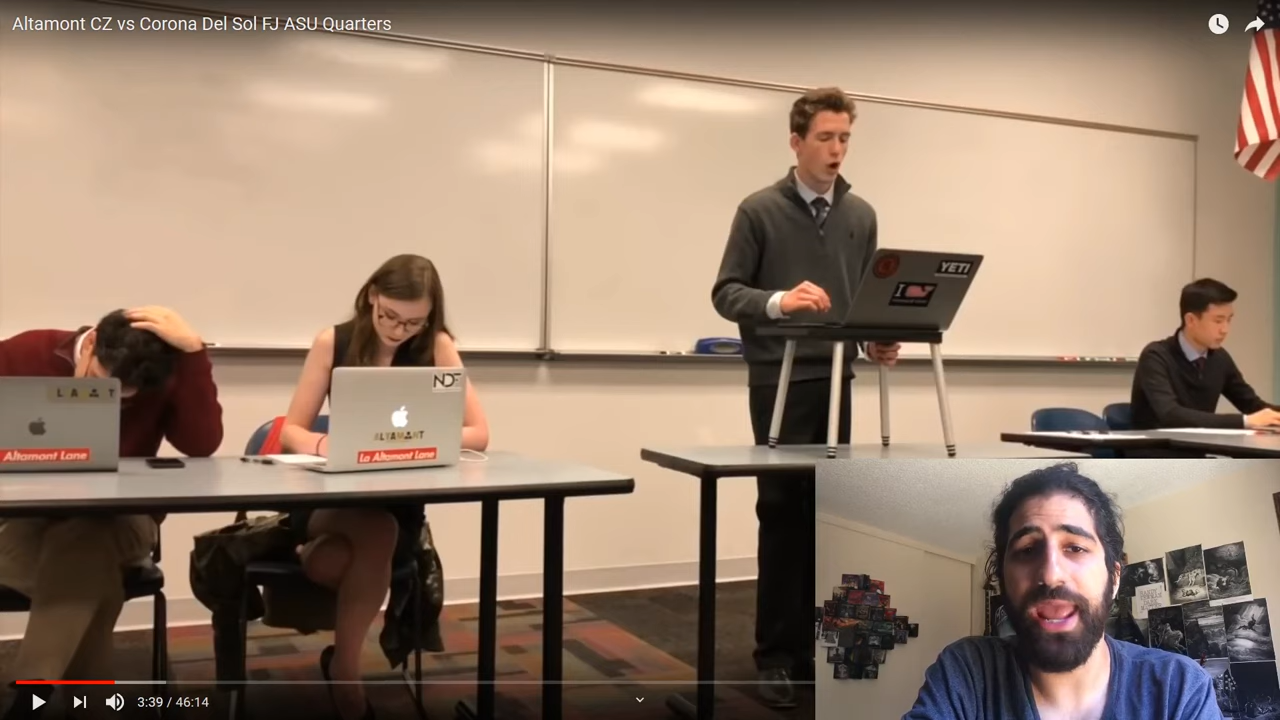 Altamont CZ vs Corona Del Sol FJ ASU Quarters
YETI
I
NDF
ALTAMONT
Altamont Lane
La Altamont Lane
3:39 / 46:14